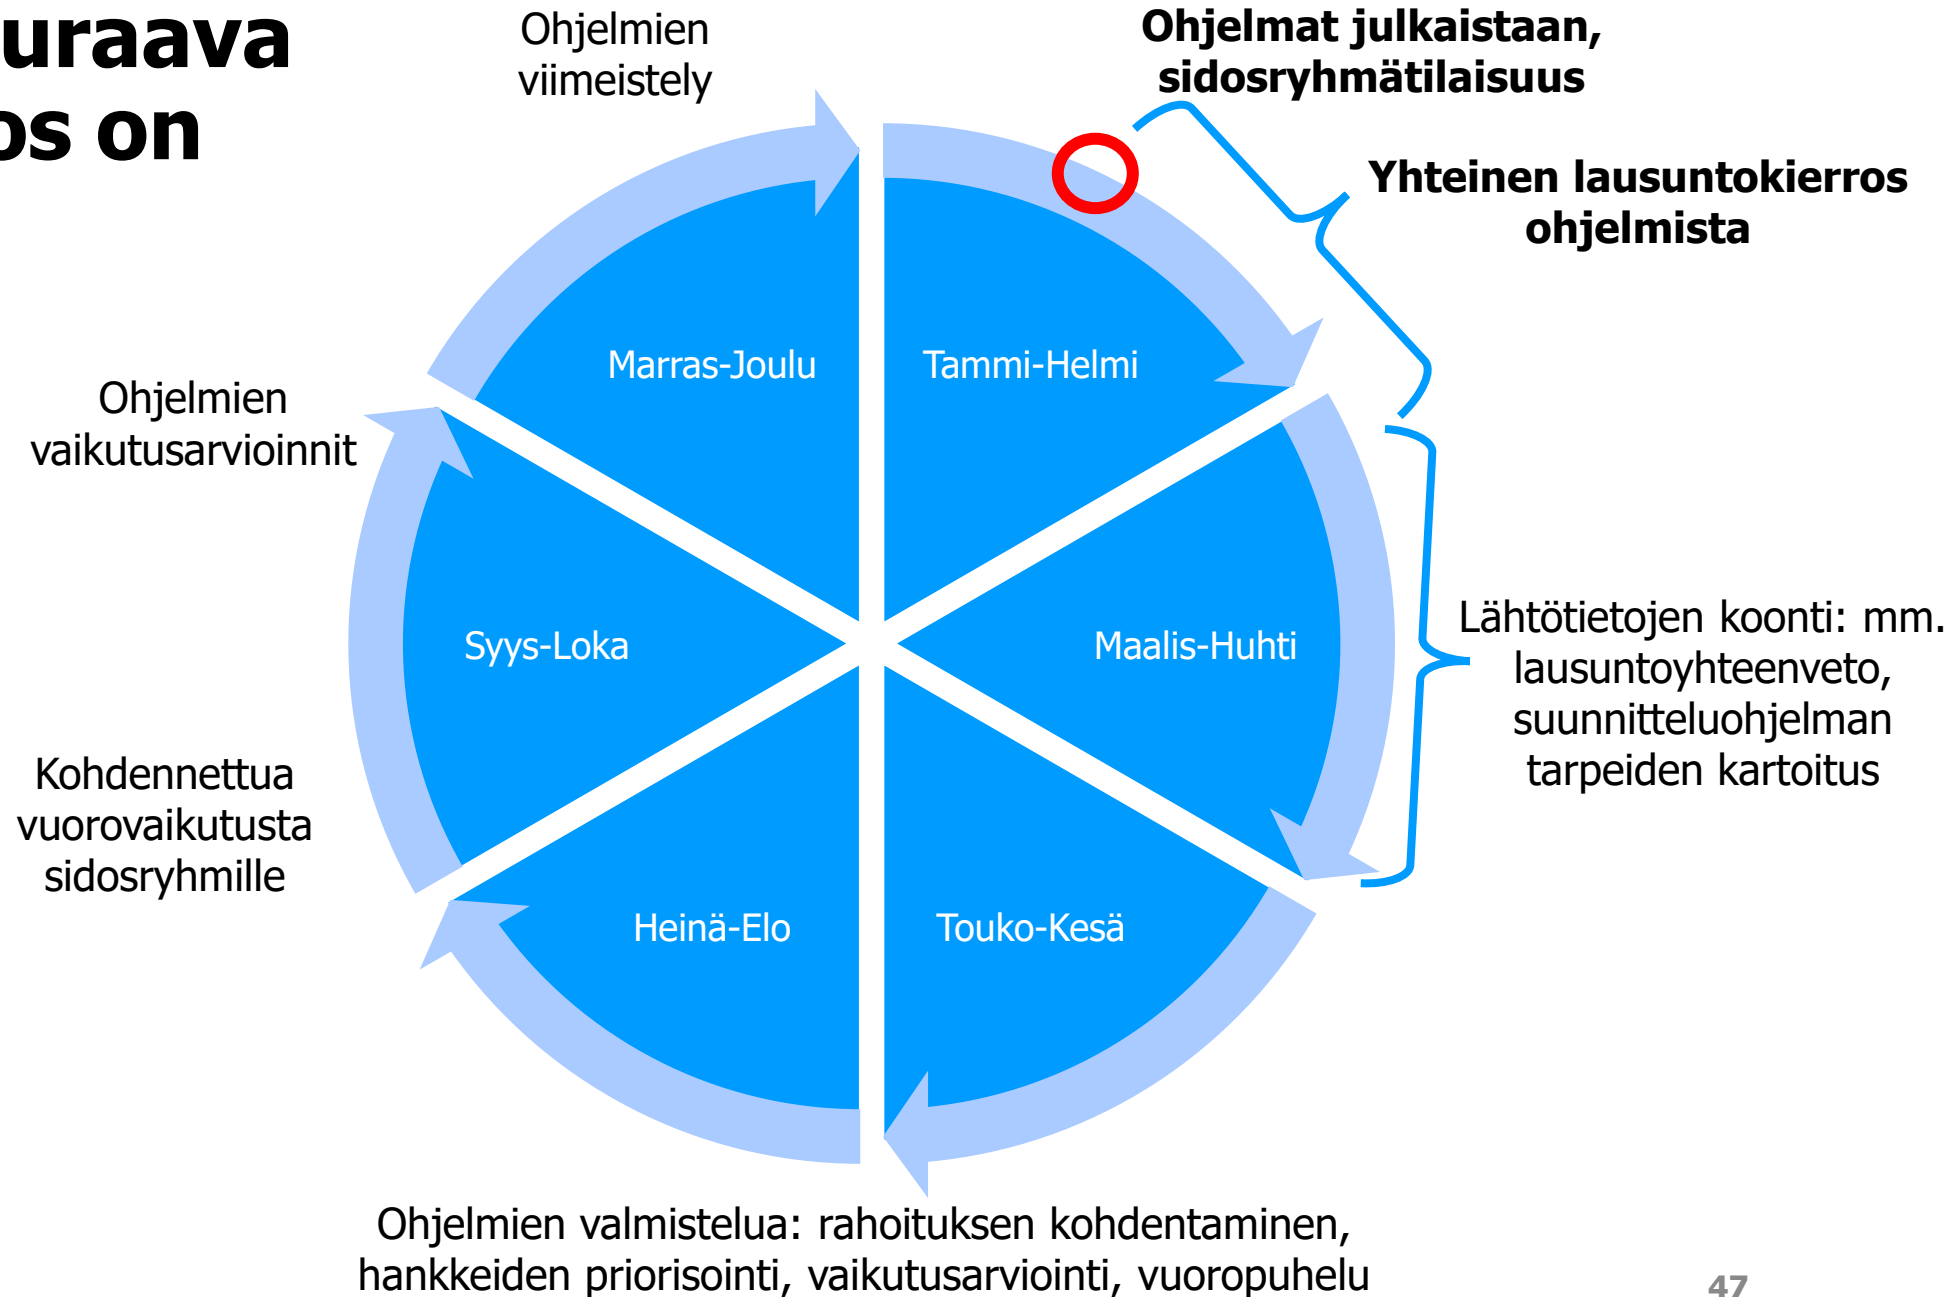 uraava
os on
Ohjelmien
viimeistely
Ohjelmat julkaistaan,
sidosryhmätilaisuus
Yhteinen lausuntokierros
ohjelmista
Marras-Joulu
Tammi-Helmi
Ohjelmien
vaikutusarvioinnit
Syys-Loka
Maalis-Huhti
Lähtötietojen koonti: mm.
lausuntoyhteenveto,
suunnitteluohjelman
tarpeiden kartoitus
Kohdennettua
vuorovaikutusta
sidosryhmille
Heinä-Elo
Touko-Kesä
Ohjelmien valmistelua: rahoituksen kohdentaminen,
hankkeiden priorisointi, vaikutusarviointi, vuoropuhelu
47